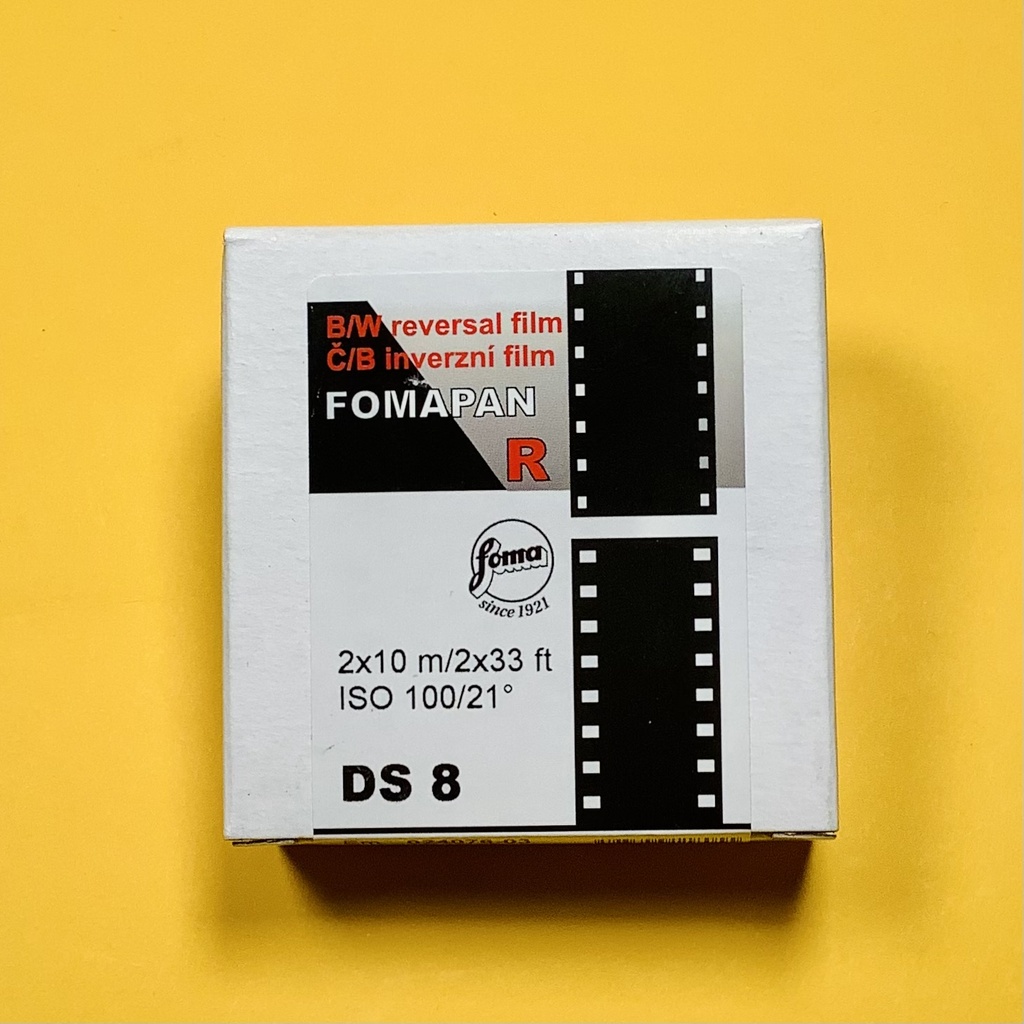 B/W reversal film
Č/B inverzní film
FOMAPAN
R
foma
since 1921
2x10 m/2x33 ft
ISO 100/21°
DS 8